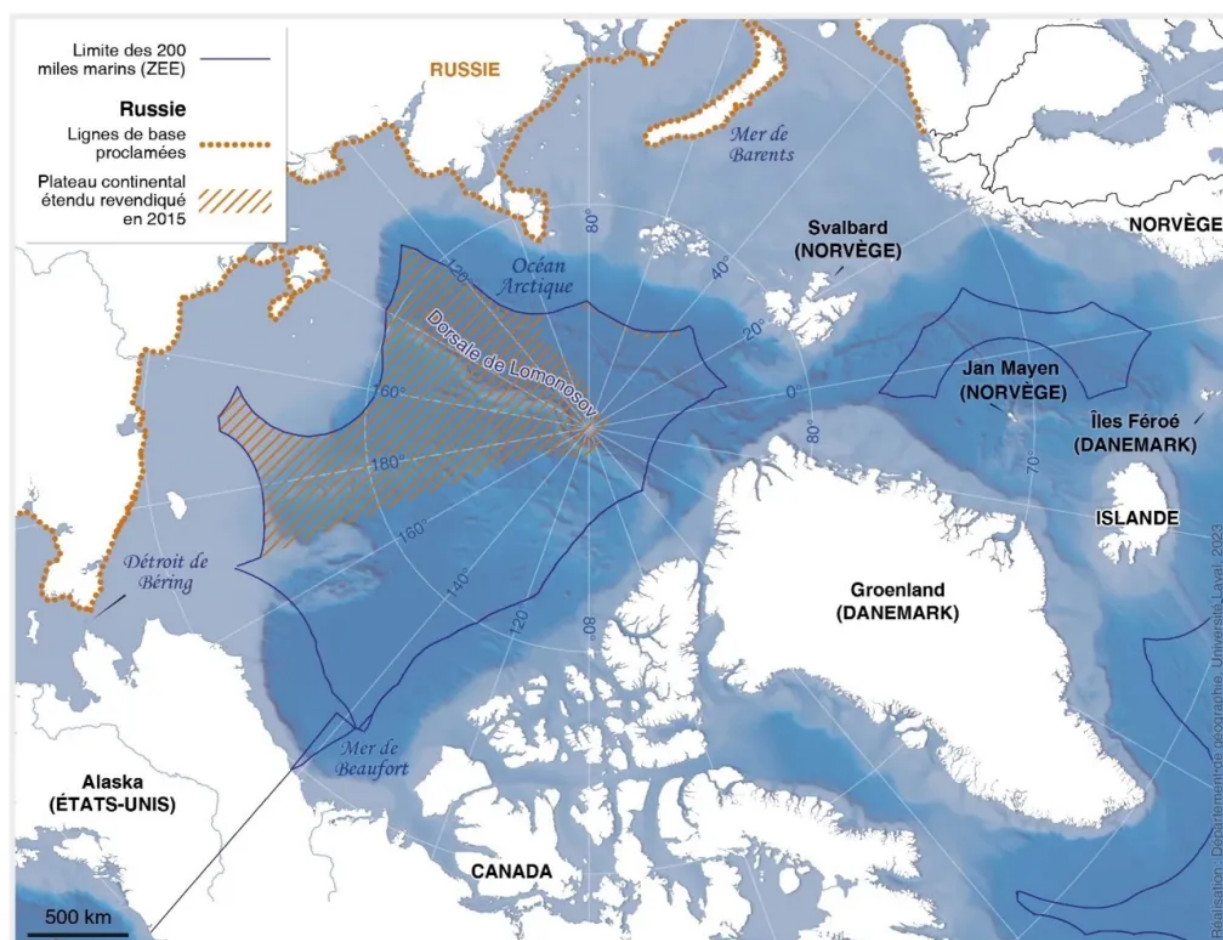 Limite des 200
miles marins (ZEE)
Russie
Lignes de base
proclamées
Plateau continental
étendu revendiqué
en 2015
RUSSIE
Mer de
Barents
NORVÈGE
Svalbard
(NORVÈGE)
80°
Océan
Arctique
120°
40°
20°
Dorsale de Lomonosov
0°
Jan Mayen
(NORVÈGE)
160°
80°
Îles Féroé
(DANEMARK)
180°
70°
ISLANDE
160°
Détroit de
Béring
140°
120
80°
Groenland
(DANEMARK)
Mer de
Beaufort
Alaska
(ÉTATS-UNIS)
CANADA
500 km
Réalisation : Département de géographie, Université Laval, 2023